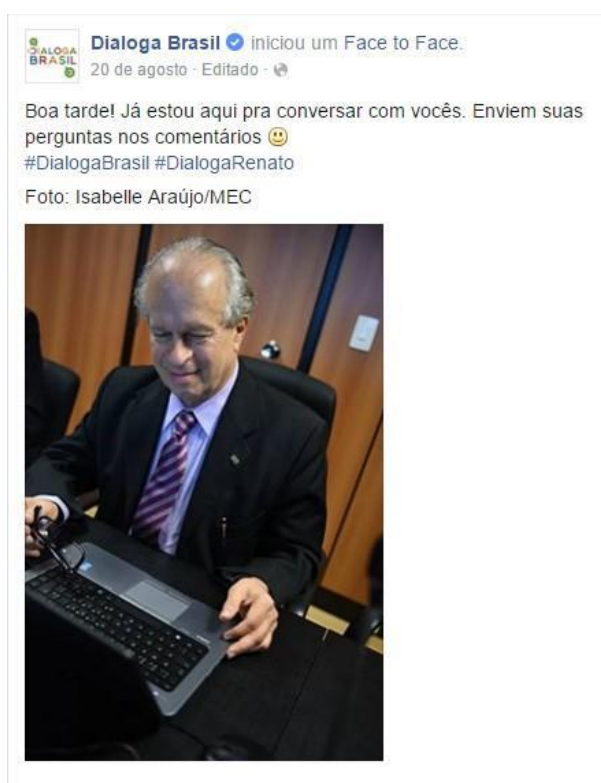 DIALOGA
BRASIL
Dialoga Brasil iniciou um Face to Face.
20 de agosto · Editado ·
Boa tarde! Já estou aqui pra conversar com vocês. Enviem suas
perguntas nos comentários 🙂
#DialogaBrasil #DialogaRenato
Foto: Isabelle Araújo/MEC